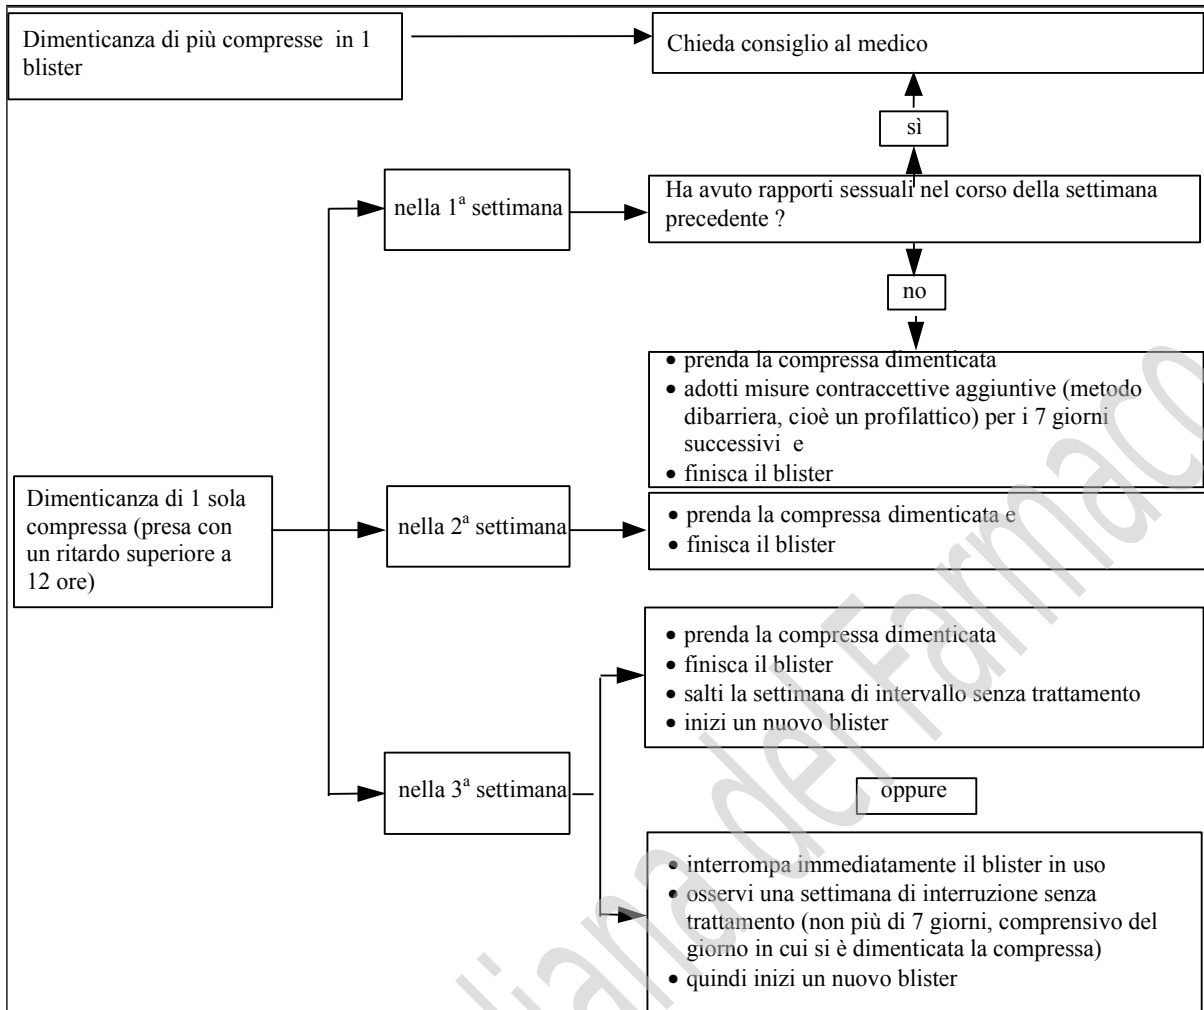 Dimenticanza di più compresse in 1
blister
Chieda consiglio al medico
sì
nella 1ª settimana
Ha avuto rapporti sessuali nel corso della settimana
precedente ?
no
• prenda la compressa dimenticata
• adotti misure contraccettive aggiuntive (metodo
dibarriera, cioè un profilattico) per i 7 giorni
successivi e
• finisca il blister
Dimenticanza di 1 sola
compressa (presa con
un ritardo superiore a
12 ore)
nella 2ª settimana
• prenda la compressa dimenticata e
• finisca il blister
nella 3ª settimana
• prenda la compressa dimenticata
• finisca il blister
• salti la settimana di intervallo senza trattamento
• inizi un nuovo blister
oppure
• interrompa immediatamente il blister in uso
• osservi una settimana di interruzione senza
trattamento (non più di 7 giorni, comprensivo del
giorno in cui si è dimenticata la compressa)
• quindi inizi un nuovo blister
liana del Farmaco